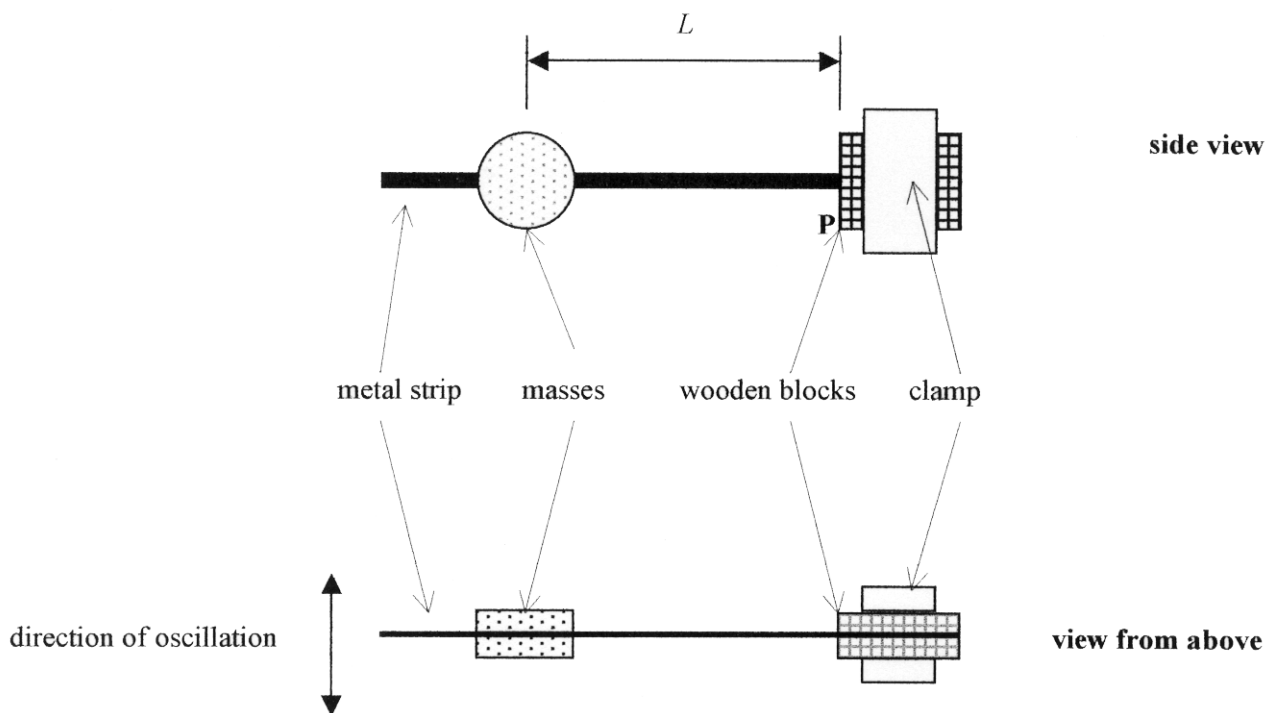 L
side view
P
metal strip
masses
wooden blocks
clamp
direction of oscillation
view from above